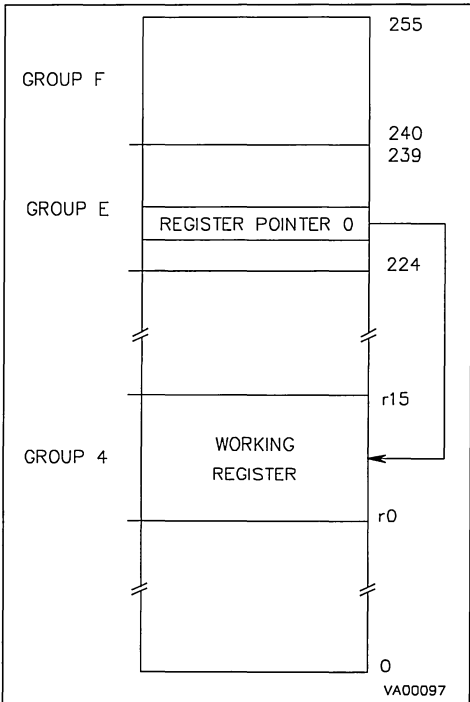 255
GROUP F
240
239
GROUP E
REGISTER POINTER 0
224
r15
WORKING
GROUP 4
REGISTER
r0
0
VA00097